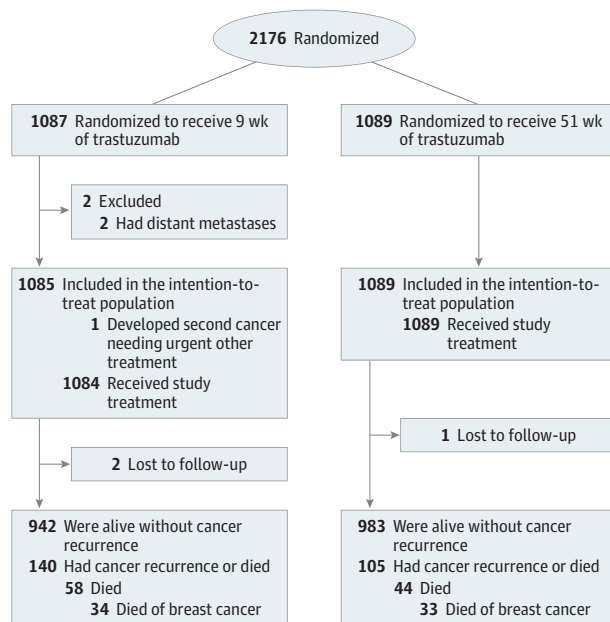 2176 Randomized
1087 Randomized to receive 9 wk
of trastuzumab
1089 Randomized to receive 51 wk
of trastuzumab
2 Excluded
2 Had distant metastases
1085 Included in the intention-to-
treat population
1 Developed second cancer
needing urgent other
treatment
1084 Received study
treatment
1089 Included in the intention-to-
treat population
1089 Received study
treatment
2 Lost to follow-up
1 Lost to follow-up
942 Were alive without cancer
recurrence
140 Had cancer recurrence or died
58 Died
34 Died of breast cancer
983 Were alive without cancer
recurrence
105 Had cancer recurrence or died
44 Died
33 Died of breast cancer